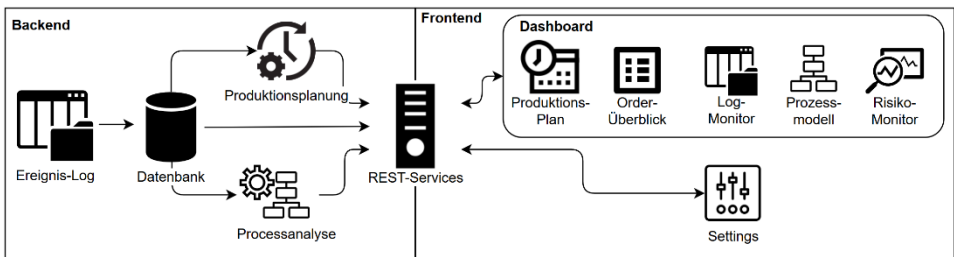 Backend
Frontend
Dashboard
Produktionsplanung
Ereignis-Log
Datenbank
Processanalyse
REST-Services
Produktions-
Plan
Order-
Überblick
Log-
Monitor
Prozess-
modell
Risiko-
Monitor
Settings